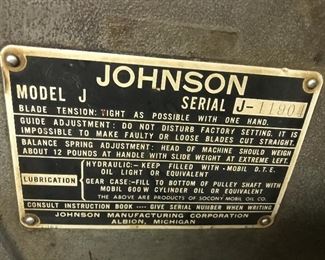 JOHNSON
MODEL J SERIAL J-11904
BLADE TENSION: TIGHT AS POSSIBLE WITH ONE HAND.
GUIDE ADJUSTMENT: DO NOT DISTURB FACTORY SETTING. IT IS
IMPOSSIBLE TO MAKE FAULTY OR LOOSE BLADES CUT STRAIGHT.
BALANCE SPRING ADJUSTMENT: HEAD OF MACHINE SHOULD WEIGH
ABOUT 12 POUNDS AT HANDLE WITH SLIDE WEIGHT AT EXTREME LEFT.
LUBRICATION
HYDRAULIC:- KEEP FILLED WITH - MOBIL D.T.E.
OIL LIGHT OR EQUIVALENT
GEAR CASE:-FILL TO BOTTOM OF PULLEY SHAFT WITH
MOBIL 600 W CYLINDER OIL OR EQUIVALENT
THE ABOVE ARE PRODUCTS OF SOCONY MOBIL OIL CO.
CONSULT INSTRUCTION BOOK ---- GIVE SERIAL NUMBER WHEN WRITING
JOHNSON MANUFACTURING CORPORATION
ALBION, MICHIGAN